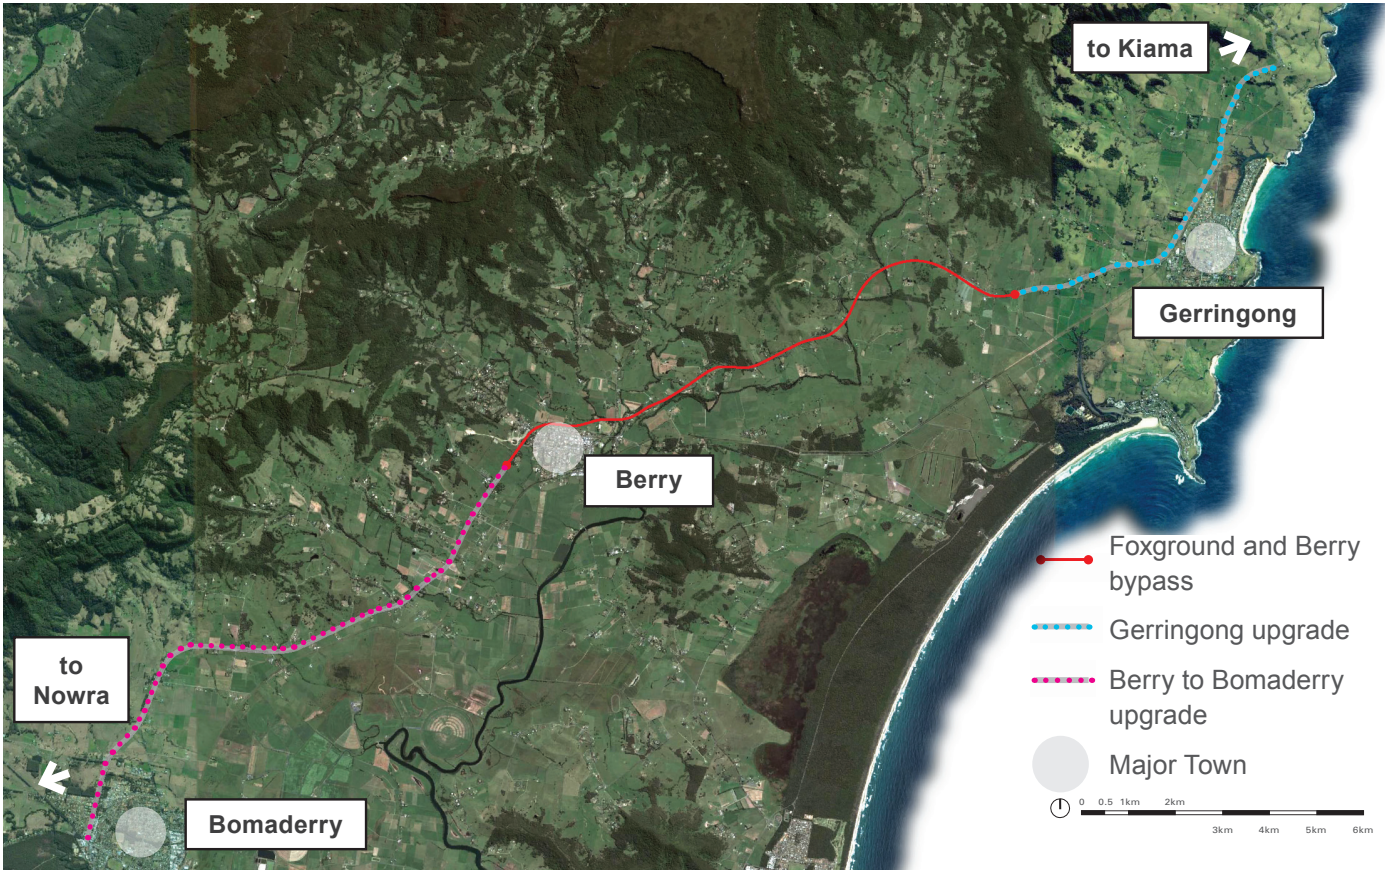 to Kiama
Gerringong
Berry
to
Nowra
Bomaderry
Foxground and Berry
bypass
Gerringong upgrade
Berry to Bomaderry
upgrade
Major Town
0 0.5 1km 2km
3km 4km 5km 6km